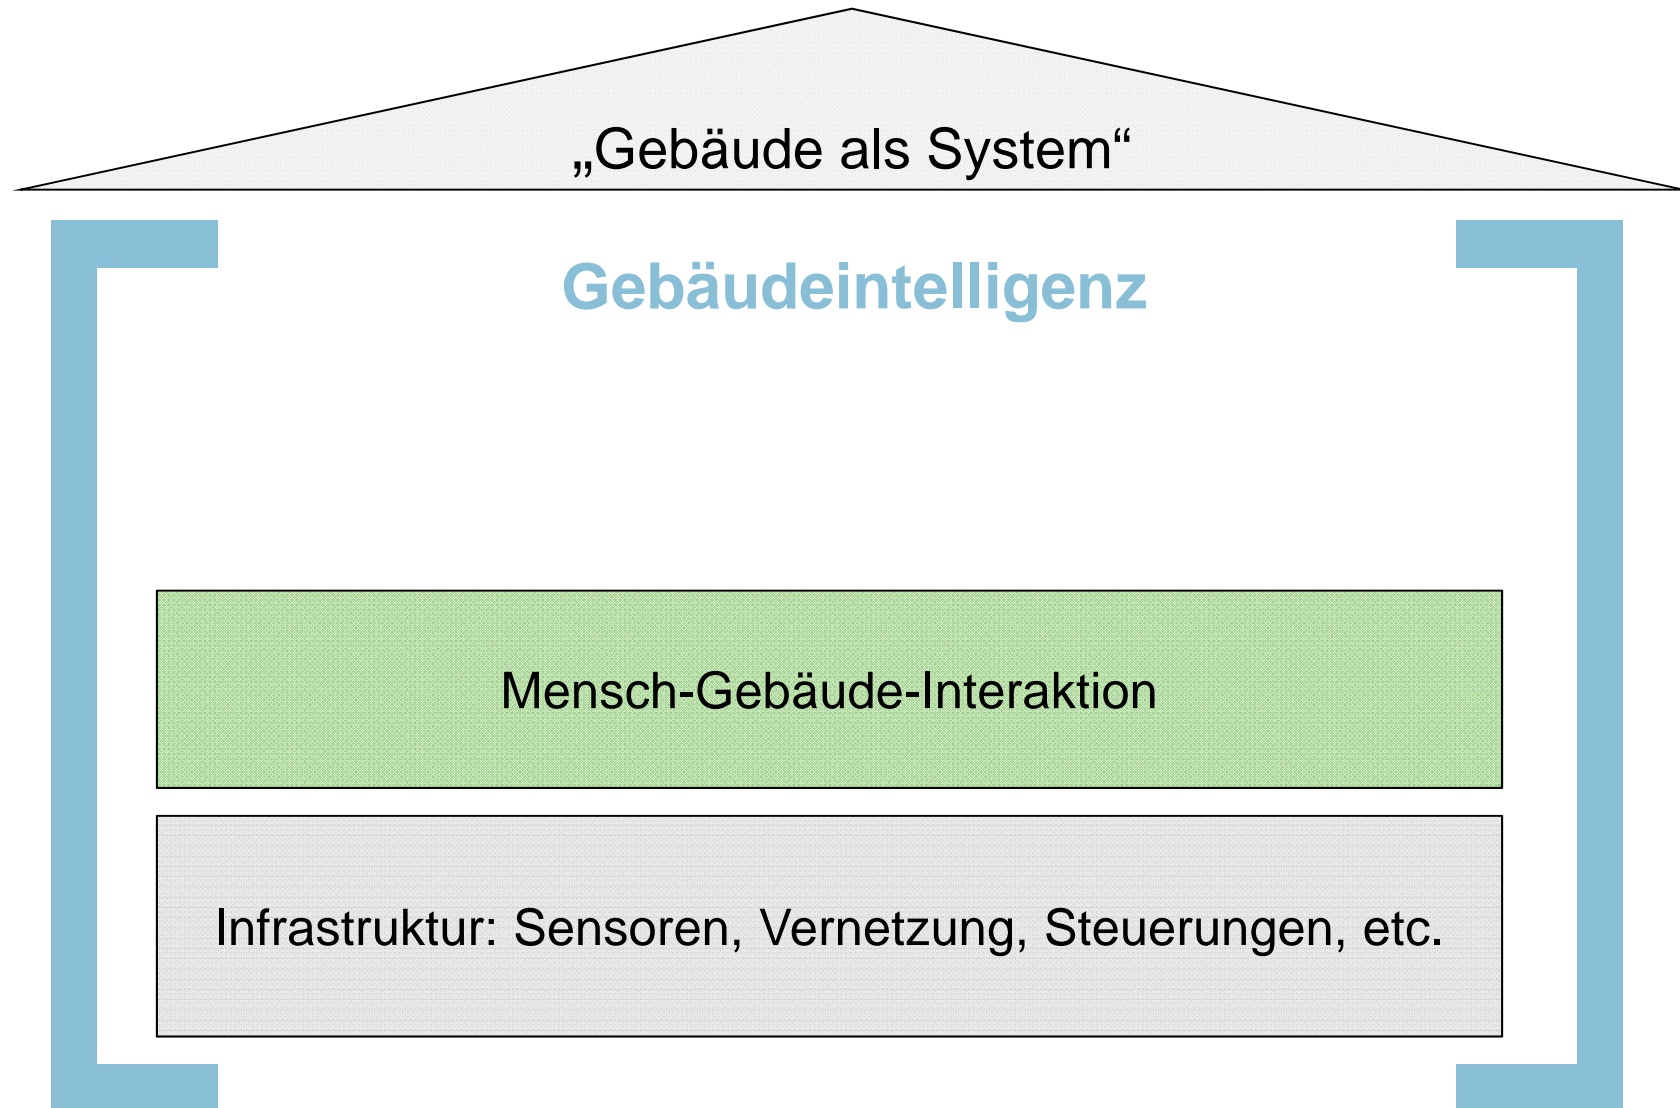 „Gebäude als System“
Gebäudeintelligenz
Mensch-Gebäude-Interaktion
Infrastruktur: Sensoren, Vernetzung, Steuerungen, etc.